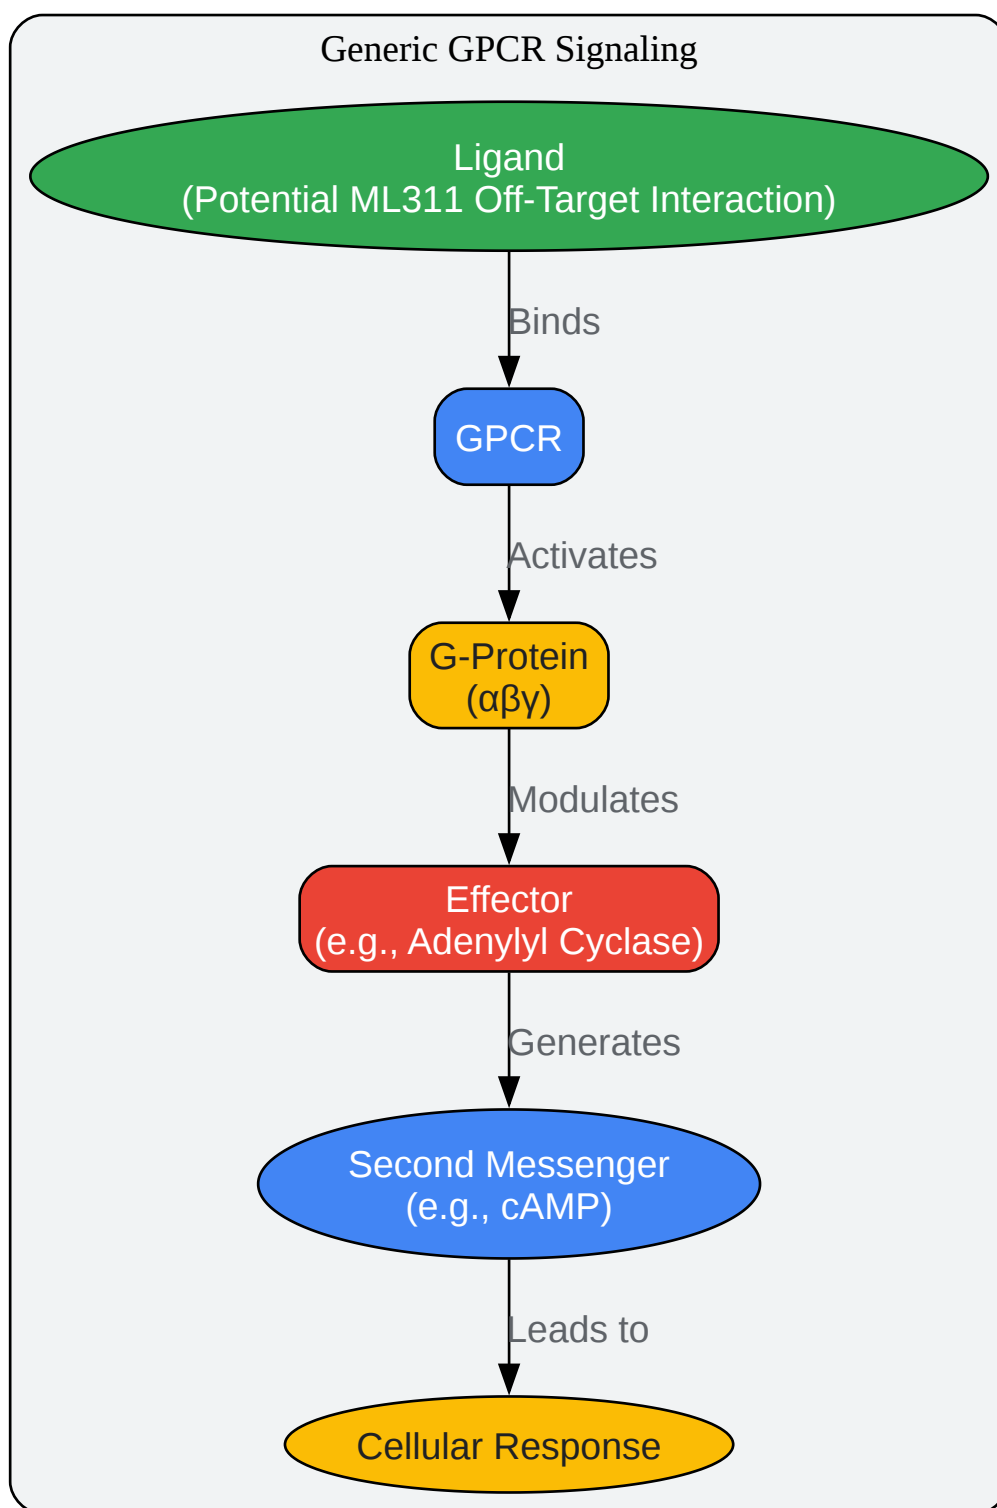 Generic GPCR Signaling
Ligand
(Potential ML311 Off-Target Interaction)
Binds
GPCR
Activates
G-Protein
(αβγ)
Modulates
Effector
(e.g., Adenylyl Cyclase)
Generates
Second Messenger
(e.g., cAMP)
Leads to
Cellular Response